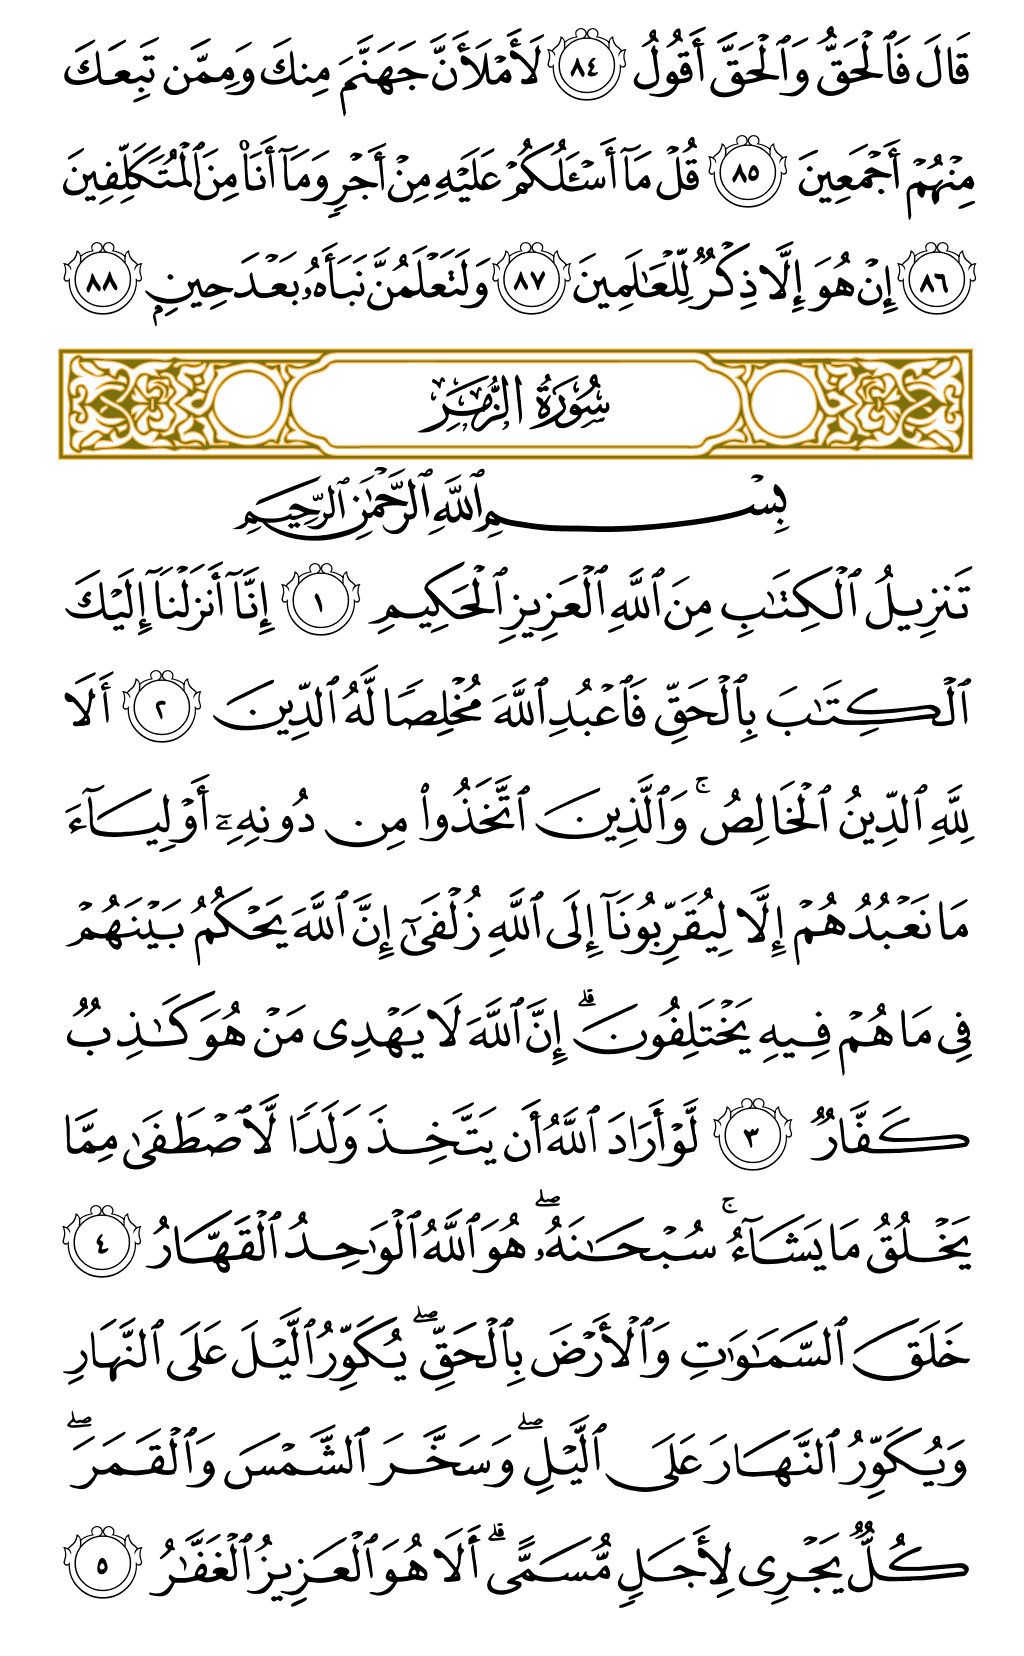 قَالَ فَٱلْحَقُّ وَٱلْحَقَّ أَقُولُ ٨٤ لَأَمْلَأَنَّ جَهَنَّمَ مِنكَ وَمِمَّن تَبِعَكَ
مِنْهُمْ أَجْمَعِينَ ٨٥ قُلْ مَآ أَسْـَٔلُكُمْ عَلَيْهِ مِنْ أَجْرٍ وَمَآ أَنَا۠ مِنَ ٱلْمُتَكَلِّفِينَ
٨٦ إِنْ هُوَ إِلَّا ذِكْرٌ لِّلْعَـٰلَمِينَ ٨٧ وَلَتَعْلَمُنَّ نَبَأَهُۥ بَعْدَ حِينٍۭ ٨٨
سُورَةُ الزُّمَرِ
بِسْمِ ٱللَّهِ ٱلرَّحْمَـٰنِ ٱلرَّحِيمِ
تَنزِيلُ ٱلْكِتَـٰبِ مِنَ ٱللَّهِ ٱلْعَزِيزِ ٱلْحَكِيمِ ١ إِنَّآ أَنزَلْنَآ إِلَيْكَ
ٱلْكِتَـٰبَ بِٱلْحَقِّ فَٱعْبُدِ ٱللَّهَ مُخْلِصًا لَّهُ ٱلدِّينَ ٢ أَلَا
لِلَّهِ ٱلدِّينُ ٱلْخَالِصُ ۚ وَٱلَّذِينَ ٱتَّخَذُوا۟ مِن دُونِهِۦٓ أَوْلِيَآءَ
مَا نَعْبُدُهُمْ إِلَّا لِيُقَرِّبُونَآ إِلَى ٱللَّهِ زُلْفَىٰٓ إِنَّ ٱللَّهَ يَحْكُمُ بَيْنَهُمْ
فِى مَا هُمْ فِيهِ يَخْتَلِفُونَ ۗ إِنَّ ٱللَّهَ لَا يَهْدِى مَنْ هُوَ كَـٰذِبٌ
كَفَّارٌ ٣ لَّوْ أَرَادَ ٱللَّهُ أَن يَتَّخِذَ وَلَدًا لَّٱصْطَفَىٰ مِمَّا
يَخْلُقُ مَا يَشَآءُ ۚ سُبْحَـٰنَهُۥ ۖ هُوَ ٱللَّهُ ٱلْوَٰحِدُ ٱلْقَهَّارُ ٤
خَلَقَ ٱلسَّمَـٰوَٰتِ وَٱلْأَرْضَ بِٱلْحَقِّ ۖ يُكَوِّرُ ٱلَّيْلَ عَلَى ٱلنَّهَارِ
وَيُكَوِّرُ ٱلنَّهَارَ عَلَى ٱلَّيْلِ ۖ وَسَخَّرَ ٱلشَّمْسَ وَٱلْقَمَرَ ۖ
كُلٌّ يَجْرِى لِأَجَلٍ مُّسَمًّى ۗ أَلَا هُوَ ٱلْعَزِيزُ ٱلْغَفَّـٰرُ ٥